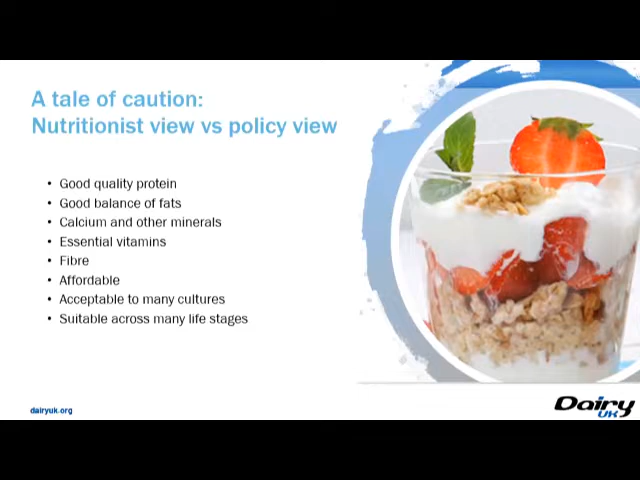 A tale of caution:
Nutritionist view vs policy view
• Good quality protein
• Good balance of fats
• Calcium and other minerals
• Essential vitamins
• Fibre
• Affordable
• Acceptable to many cultures
• Suitable across many life stages
dairyuk.org
Dairy
UK